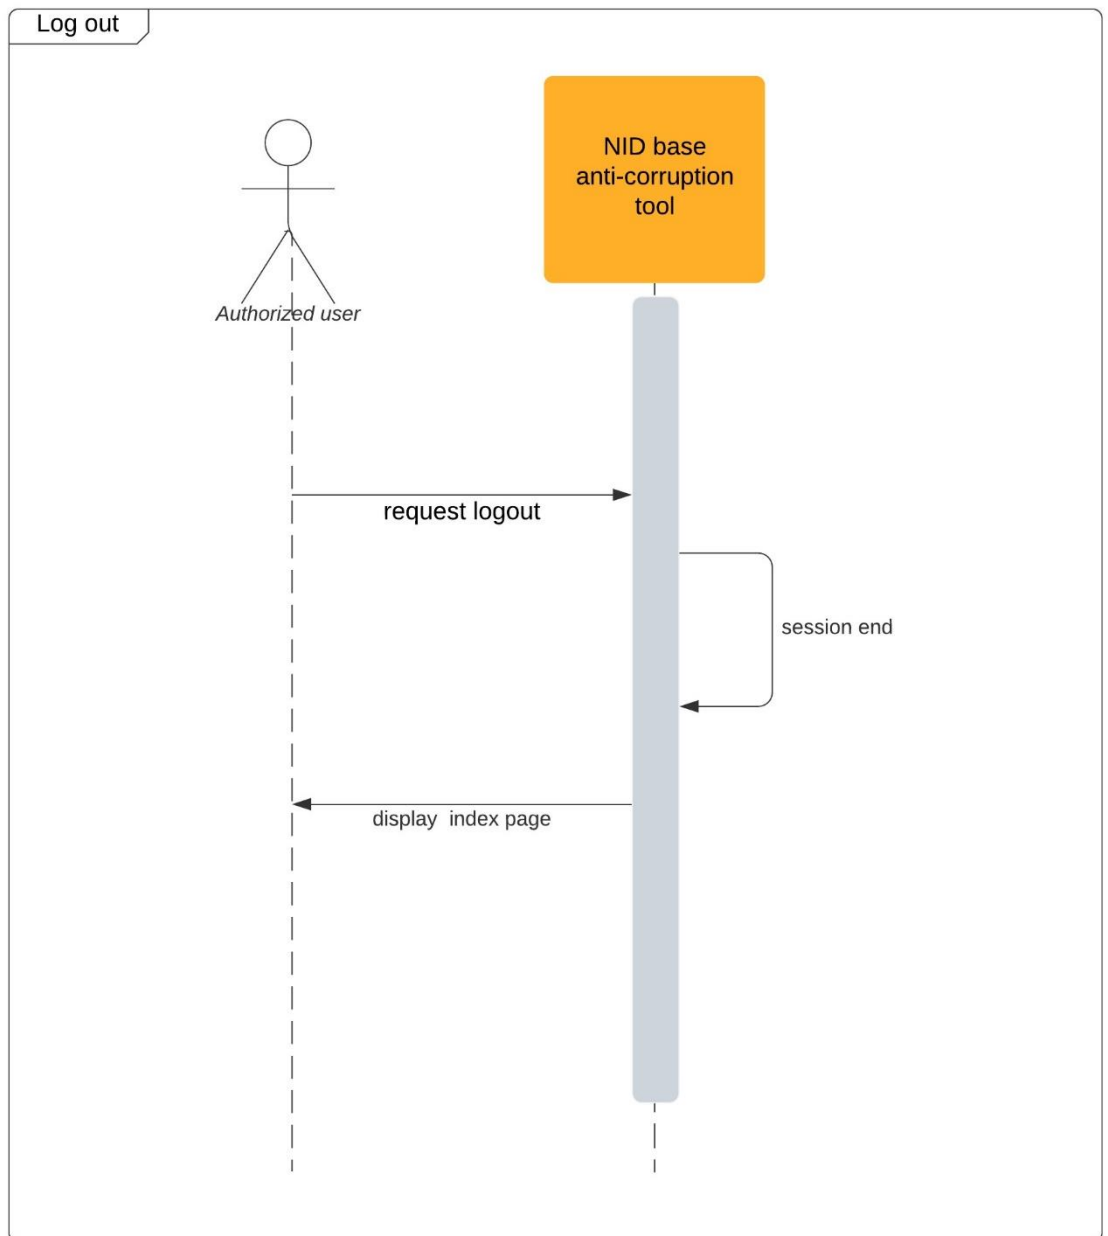 Log out
NID base
anti-corruption
tool
Authorized user
request logout
session end
display  index page